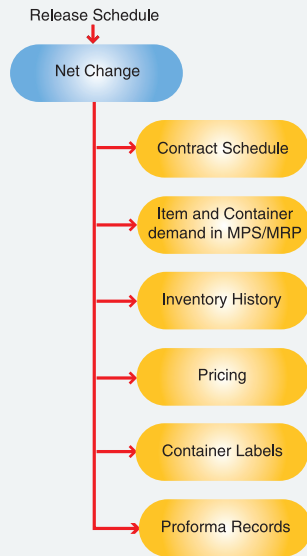 Release Schedule
Net Change
Contract Schedule
Item and Container
demand in MPS/MRP
Inventory History
Pricing
Container Labels
Proforma Records